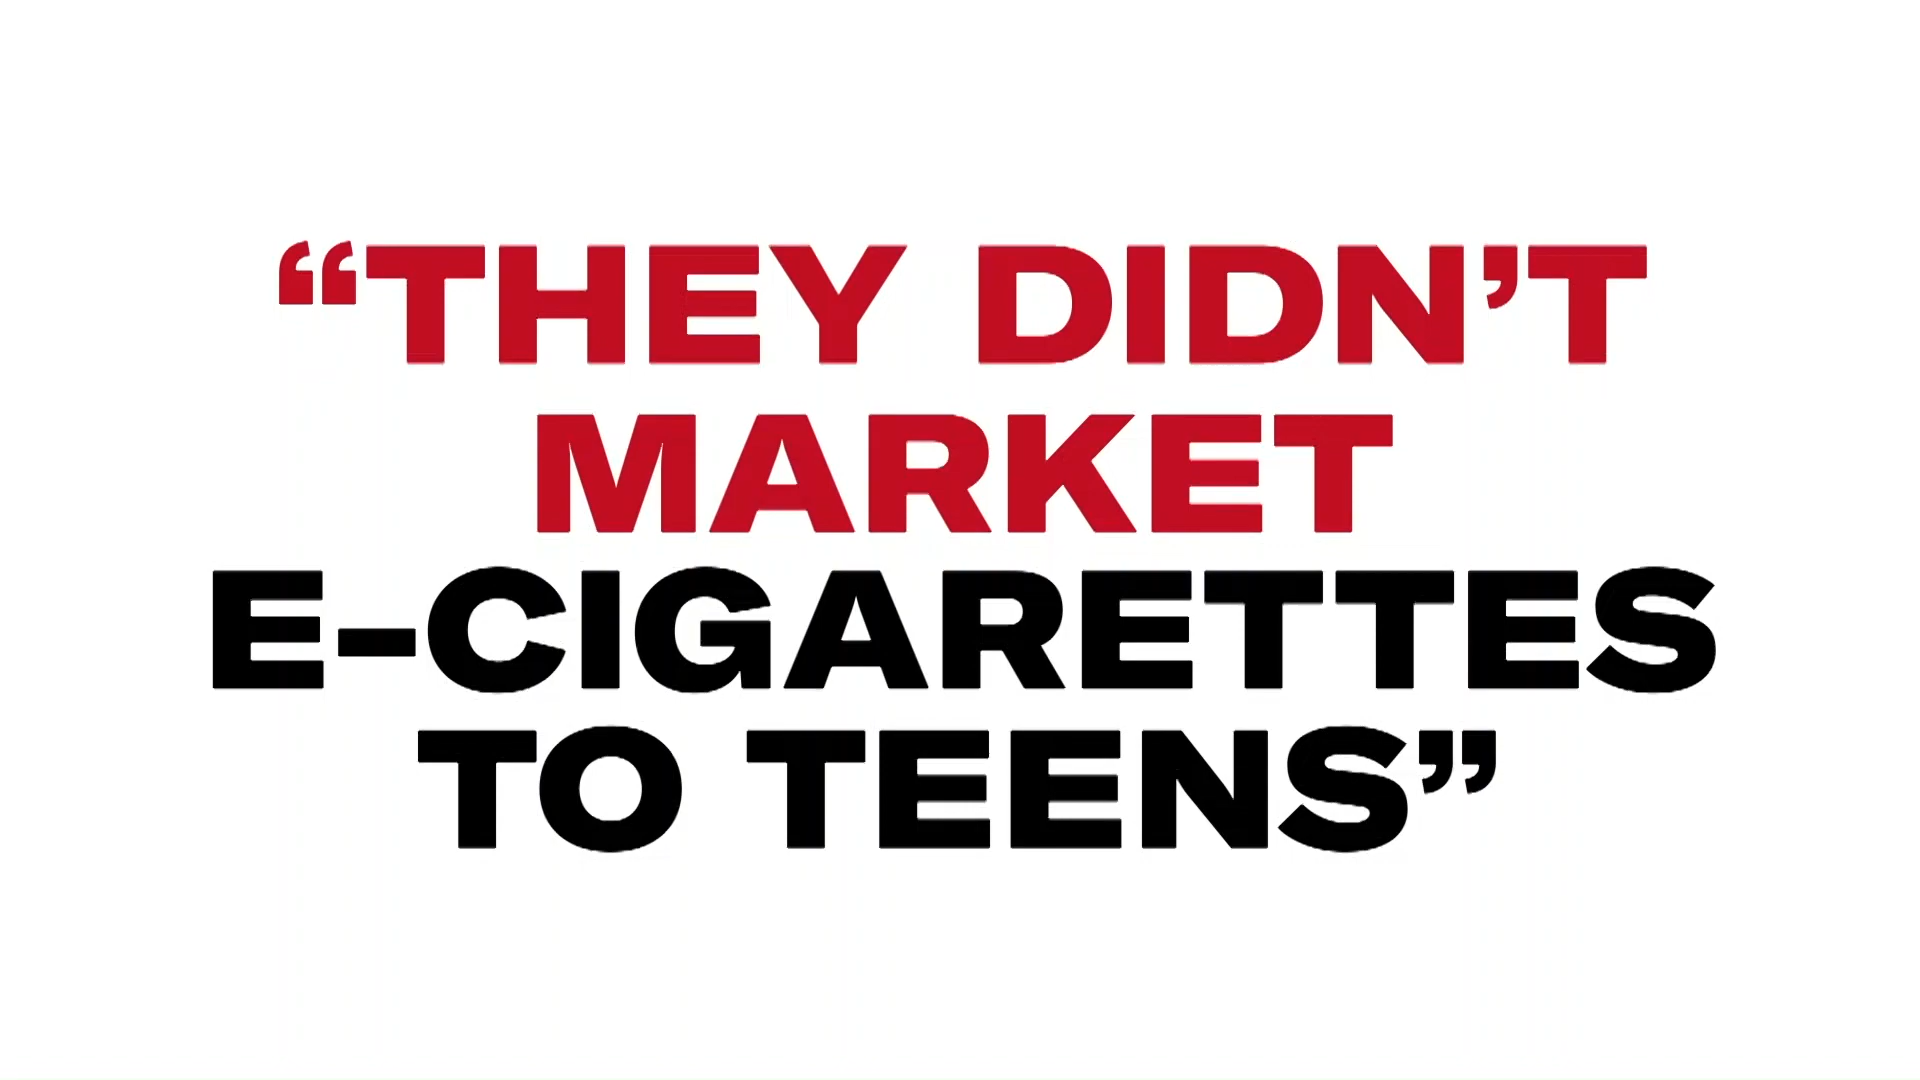 “THEY DIDN’T
MARKET
E-CIGARETTES
TO TEENS”